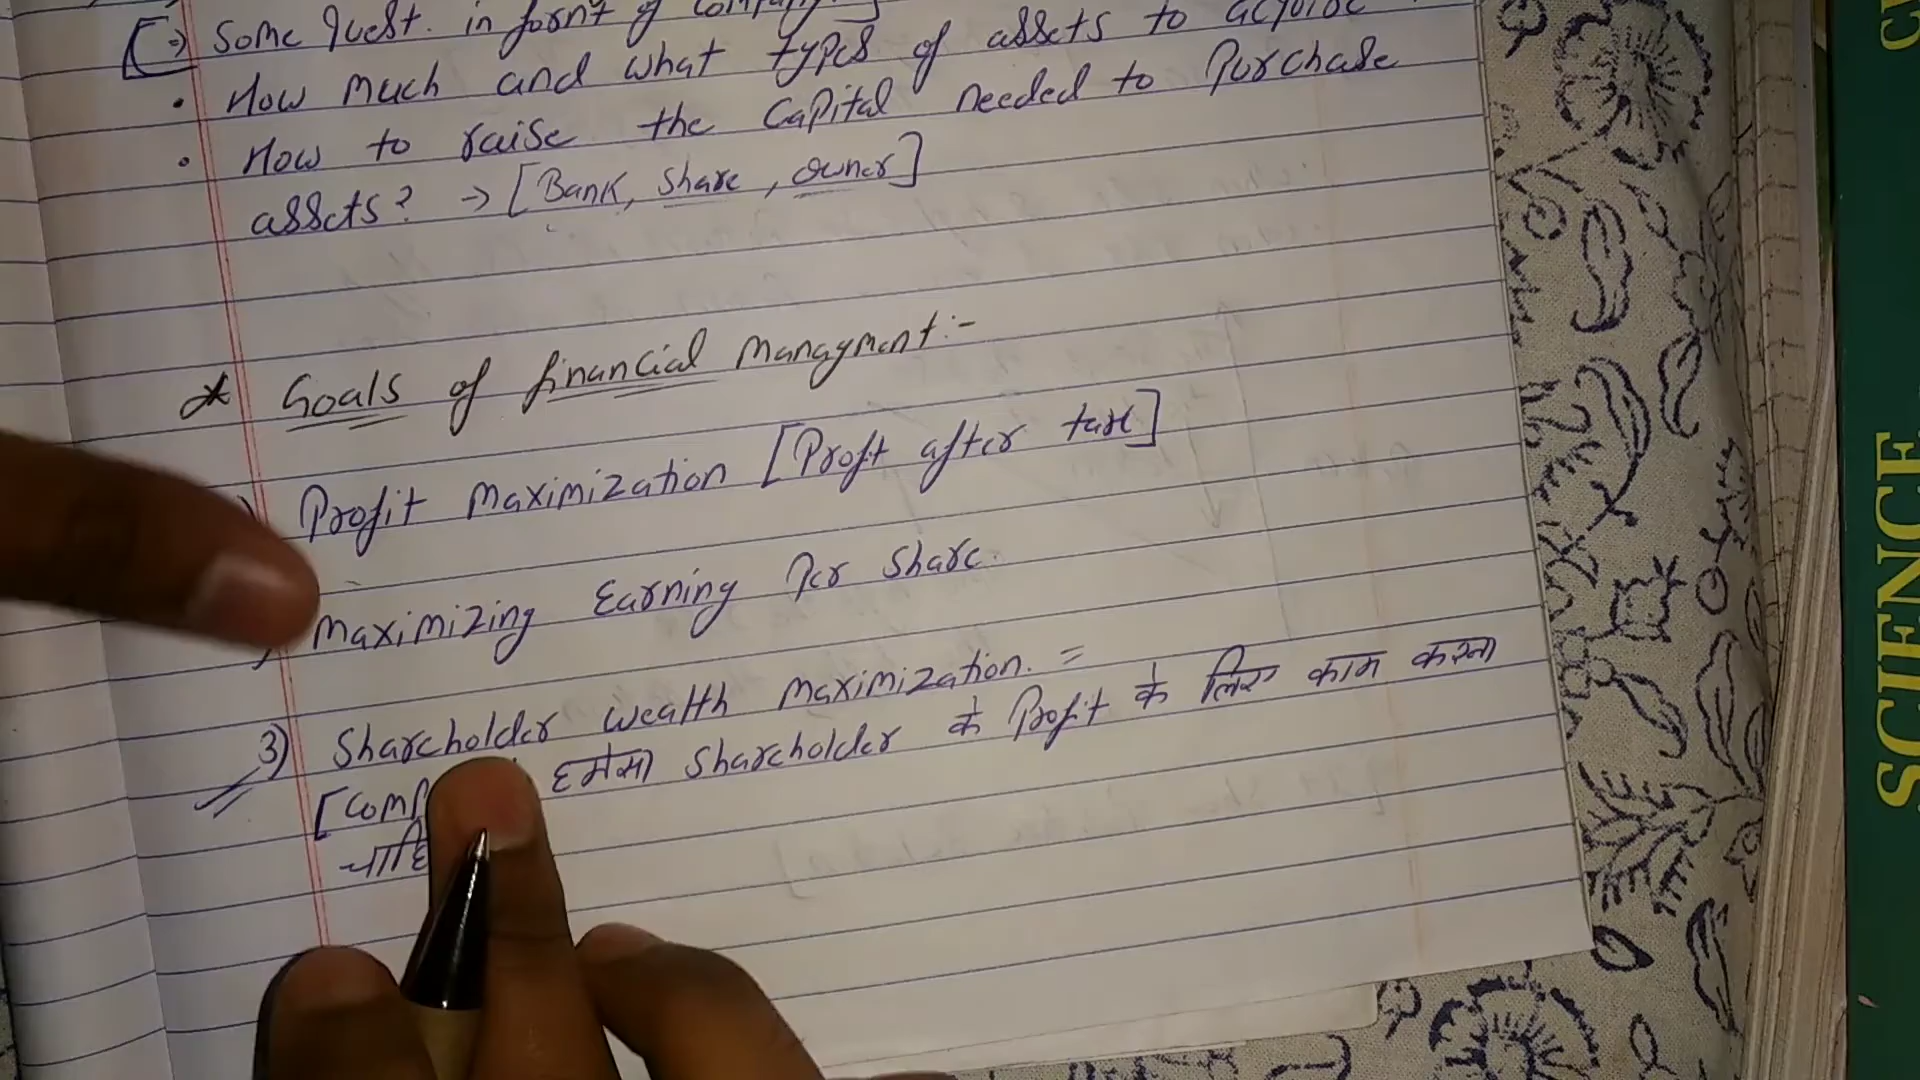 ⇒) Some Quest. in front of
• How much and what types of assets to acquire
• How to raise the Capital needed to Purchase
assets? → [Bank, Share, owner]
* Goals of financial Managment:-
Profit Maximization [Profit after tax]
Maximizing Earning Per Share.
3) Shareholder wealth Maximization. =
हमेसा Shareholder के Profit के लिए काम करना
SCIENCE